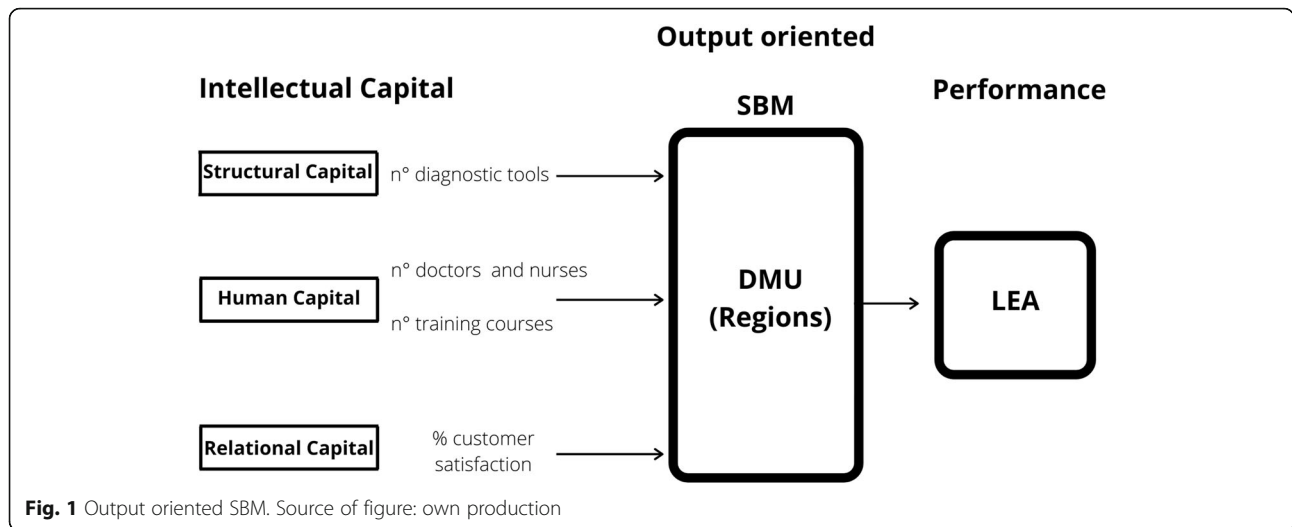 Output oriented
Intellectual Capital
SBM
Performance
Structural Capital
n° diagnostic tools
n° doctors and nurses
Human Capital
n° training courses
DMU
(Regions)
LEA
Relational Capital
% customer
satisfaction
Fig. 1 Output oriented SBM. Source of figure: own production